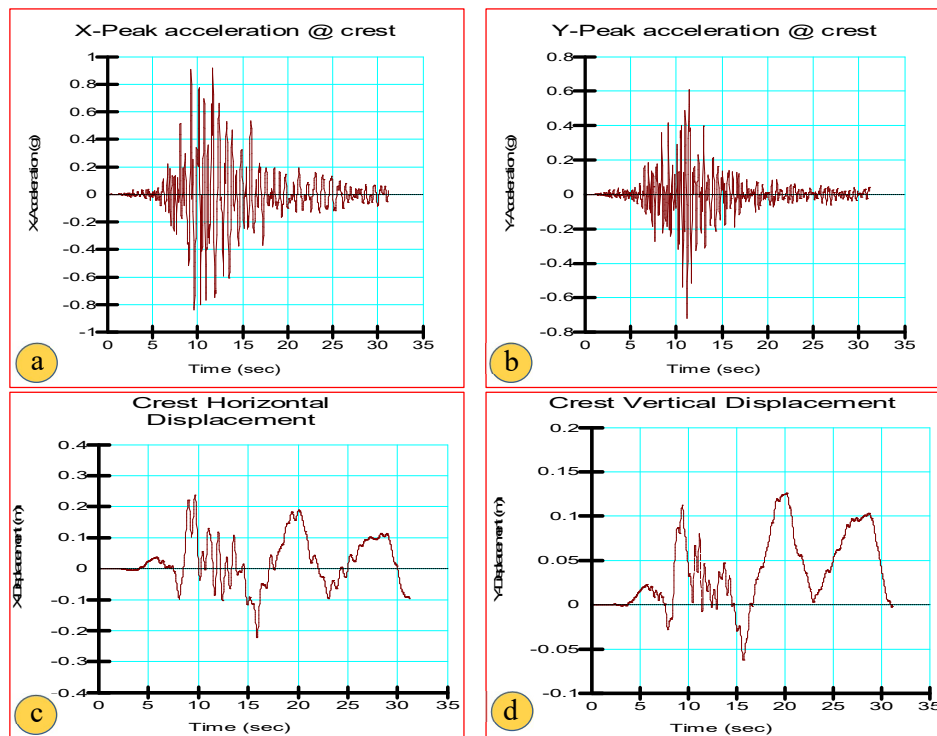 X-Peak acceleration @ crest
1
0.8
0.6
0.4
0.2
0
-0.2
-0.4
-0.6
-0.8
-1
X-Acceleration (g)
0 5 10 15 20 25 30 35
Time (sec)
a
Y-Peak acceleration @ crest
0.8
0.6
0.4
0.2
0
-0.2
-0.4
-0.6
-0.8
Y-Acceleration (g)
0 5 10 15 20 25 30 35
Time (sec)
b
Crest Horizontal
Displacement
0.4
0.3
0.2
0.1
0
-0.1
-0.2
-0.3
-0.4
X-Displacement (m)
0 5 10 15 20 25 30 35
Time (sec)
c
Crest Vertical Displacement
0.2
0.15
0.1
0.05
0
-0.05
-0.1
Y-Displacement (m)
0 5 10 15 20 25 30 35
Time (sec)
d